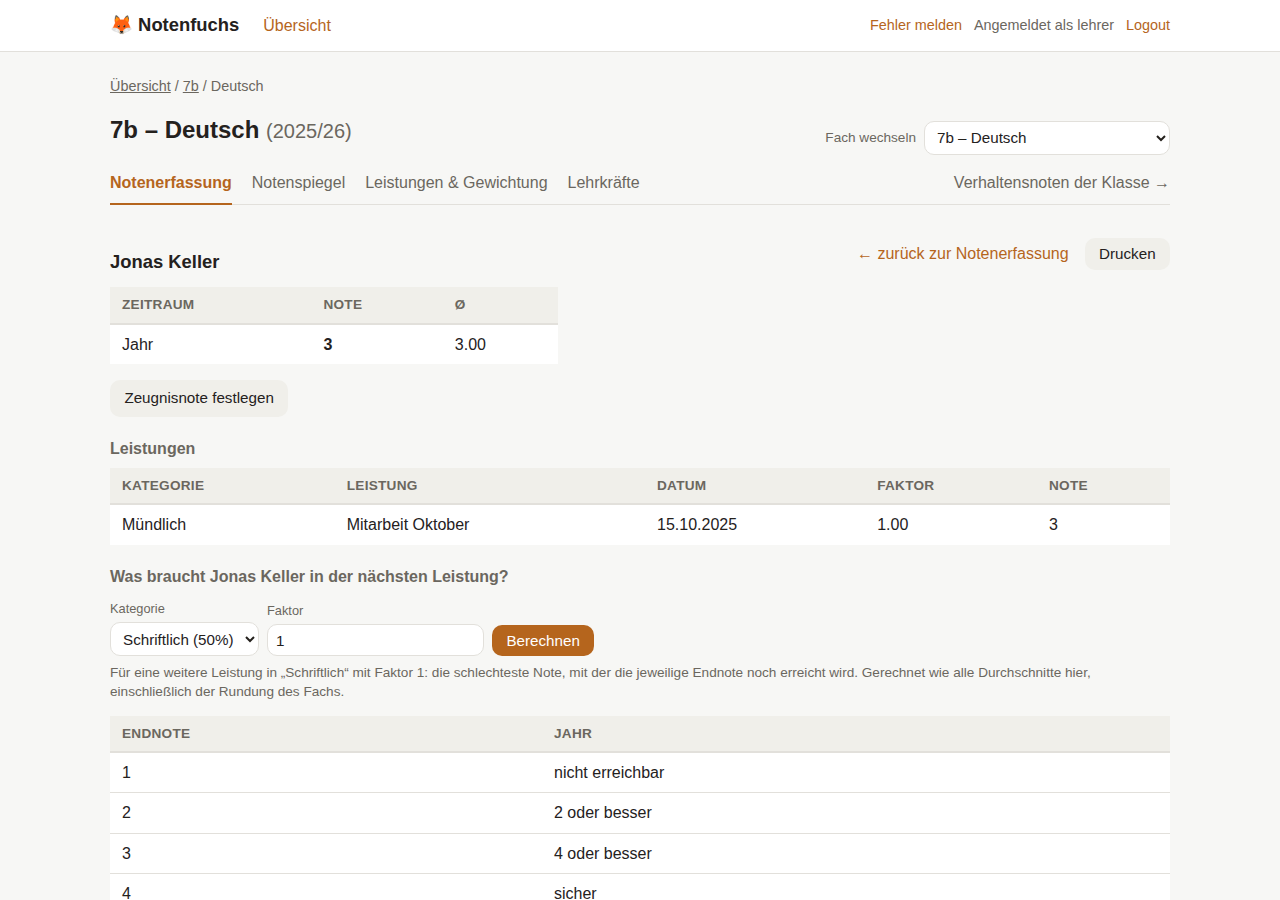 🦊 Notenfuchs Übersicht Fehler melden Angemeldet als lehrer Logout
Übersicht / 7b / Deutsch
7b – Deutsch (2025/26)
Fach wechseln 7b – Deutsch
Notenerfassung Notenspiegel Leistungen & Gewichtung Lehrkräfte Verhaltensnoten der Klasse →
Jonas Keller
← zurück zur Notenerfassung Drucken
ZEITRAUM NOTE Ø
Jahr 3 3.00
Zeugnisnote festlegen
Leistungen
KATEGORIE LEISTUNG DATUM FAKTOR NOTE
Mündlich Mitarbeit Oktober 15.10.2025 1.00 3
Was braucht Jonas Keller in der nächsten Leistung?
Kategorie Faktor
Schriftlich (50%) 1 Berechnen
Für eine weitere Leistung in „Schriftlich“ mit Faktor 1: die schlechteste Note, mit der die jeweilige Endnote noch erreicht wird. Gerechnet wie alle Durchschnitte hier,
einschließlich der Rundung des Fachs.
ENDNOTE JAHR
1 nicht erreichbar
2 2 oder besser
3 4 oder besser
4 sicher